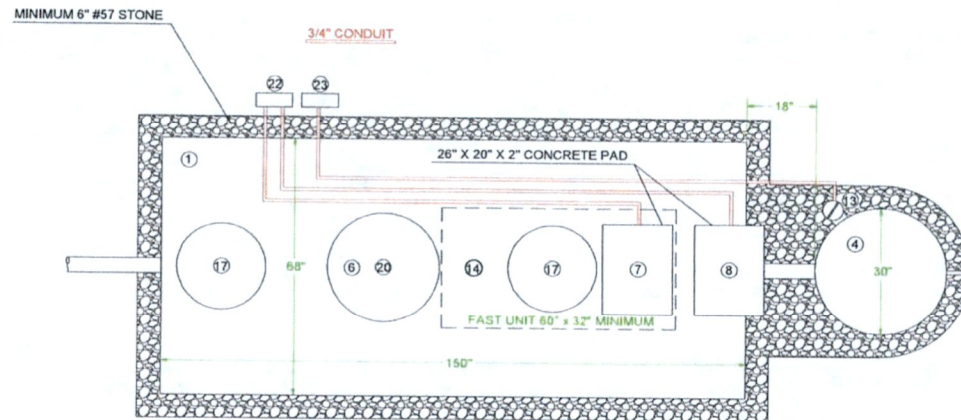 MINIMUM 6" #57 STONE
3/4" CONDUIT
22 23
18"
1
26" X 20" X 2" CONCRETE PAD
13
4
17 68" 6 20 14 17 7 8 30"
FAST UNIT 60" x 32" MINIMUM
150"